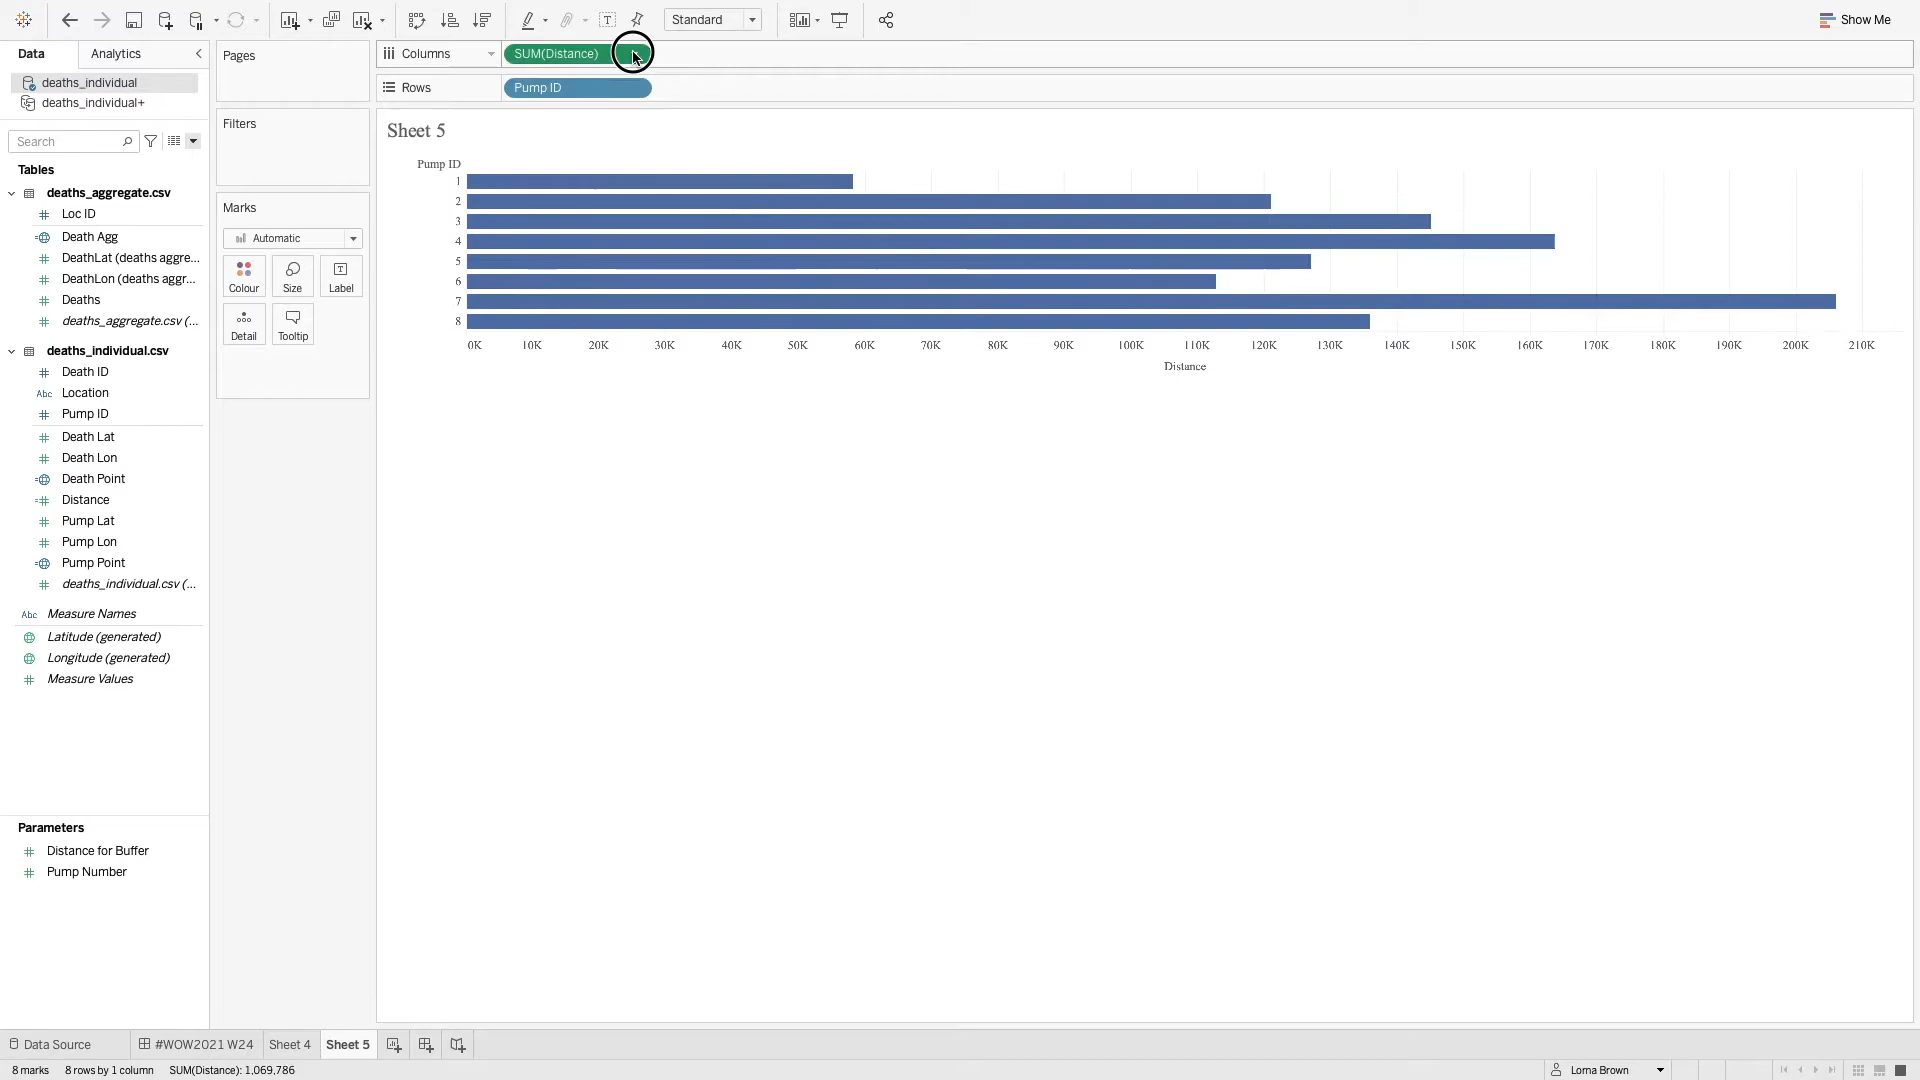 Standard
Show Me
Data
Analytics
Pages
Columns
SUM(Distance)
Rows
Pump ID
deaths_individual
deaths_individual+
Search
Filters
Sheet 5
Tables
deaths_aggregate.csv
Loc ID
Death Agg
DeathLat (deaths aggre...
DeathLon (deaths aggr...
Deaths
deaths_aggregate.csv (...
deaths_individual.csv
Death ID
Abc Location
Pump ID
Death Lat
Death Lon
Death Point
Distance
Pump Lat
Pump Lon
Pump Point
deaths_individual.csv (...
Abc Measure Names
Latitude (generated)
Longitude (generated)
Measure Values
Parameters
Distance for Buffer
Pump Number
Marks
Automatic
Colour
Size
Label
Detail
Tooltip
Pump ID
1
2
3
4
5
6
7
8
0K 10K 20K 30K 40K 50K 60K 70K 80K 90K 100K 110K 120K 130K 140K 150K 160K 170K 180K 190K 200K 210K
Distance
Data Source
#WOW2021 W24
Sheet 4
Sheet 5
8 marks
8 rows by 1 column
SUM(Distance): 1,069,786
Lorna Brown